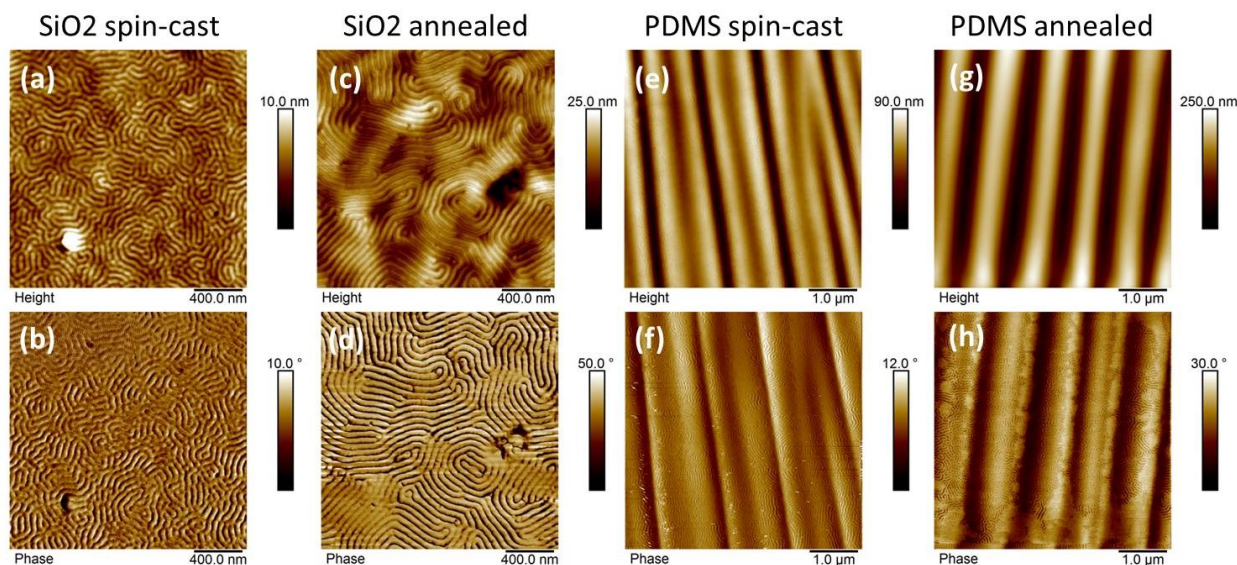 SiO2 spin-cast
SiO2 annealed
PDMS spin-cast
PDMS annealed
(a)
10.0 nm
Height
400.0 nm
(c)
25.0 nm
Height
400.0 nm
(e)
90.0 nm
Height
1.0 µm
(g)
250.0 nm
Height
1.0 µm
(b)
10.0 °
Phase
400.0 nm
(d)
50.0 °
Phase
400.0 nm
(f)
12.0 °
Phase
1.0 µm
(h)
30.0 °
Phase
1.0 µm